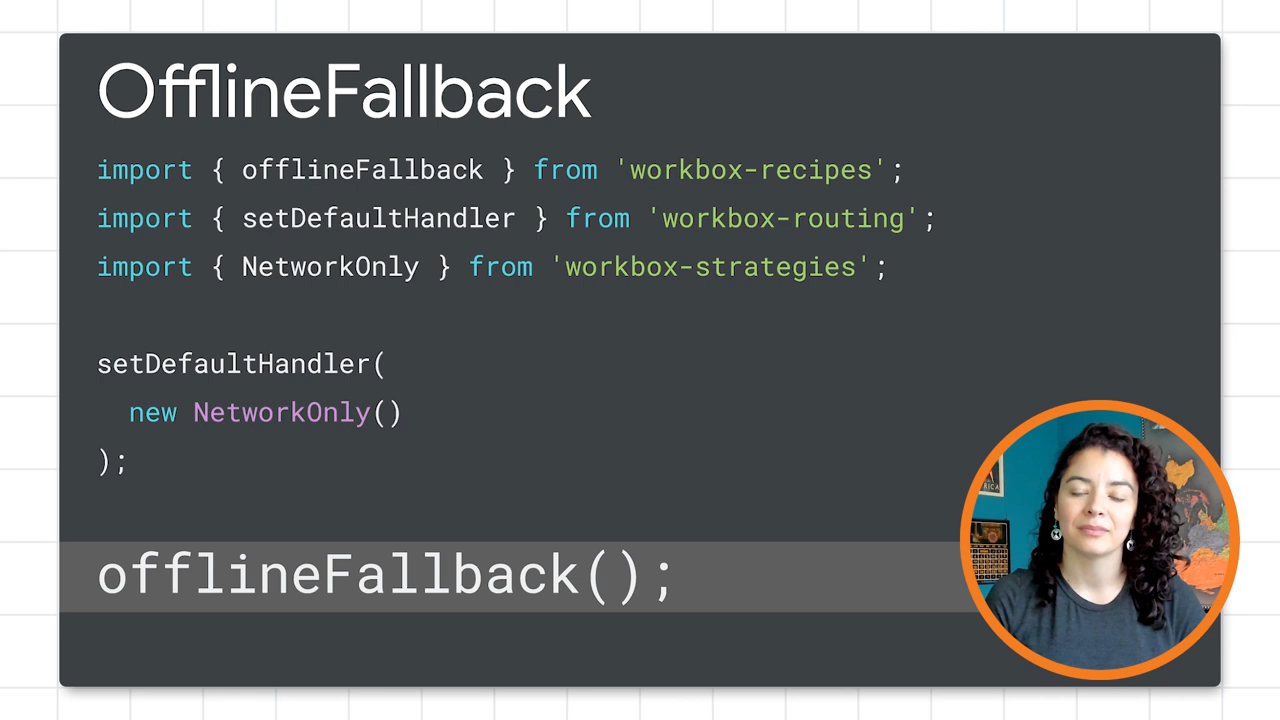 OfflineFallback
import { offlineFallback } from 'workbox-recipes';
import { setDefaultHandler } from 'workbox-routing';
import { NetworkOnly } from 'workbox-strategies';
setDefaultHandler(
new NetworkOnly()
);
offlineFallback();